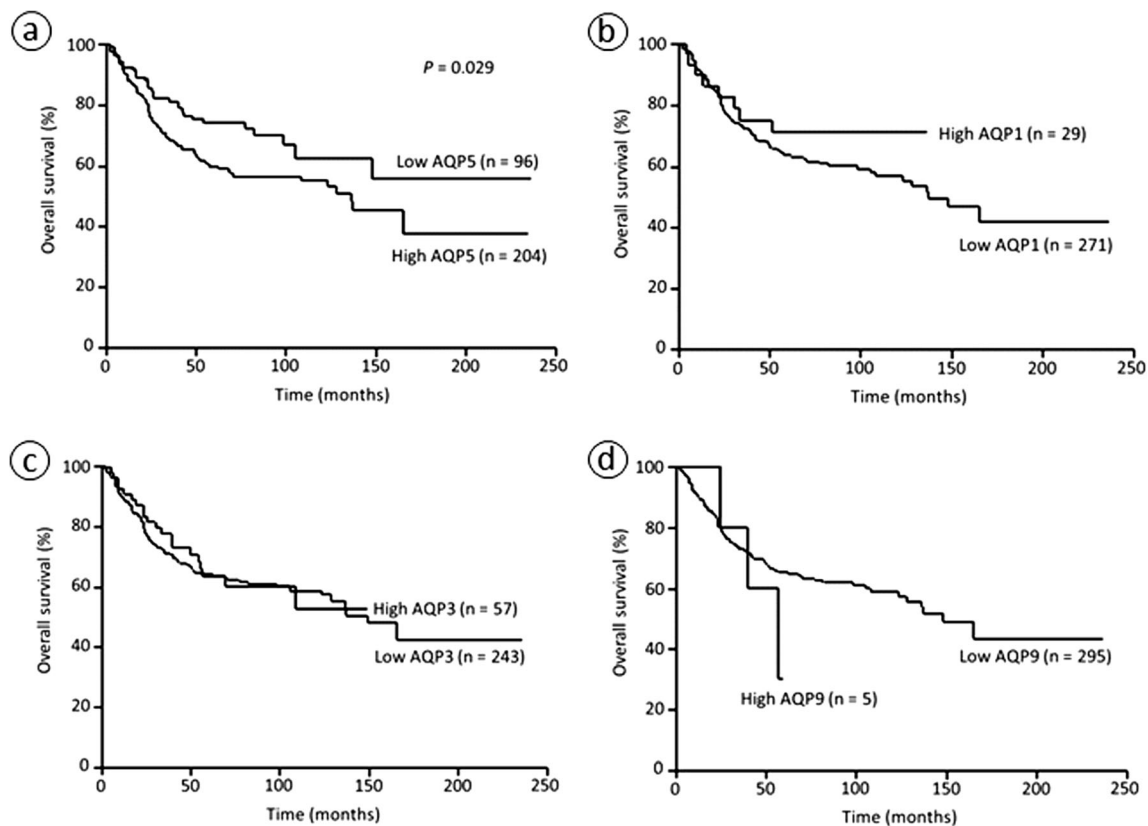 a
100
80
60
40
20
0
Overall survival (%)
P = 0.029
Low AQP5 (n = 96)
High AQP5 (n = 204)
0 50 100 150 200 250
Time (months)
b
100
80
60
40
20
0
Overall survival (%)
High AQP1 (n = 29)
Low AQP1 (n = 271)
0 50 100 150 200 250
Time (months)
c
100
80
60
40
20
0
Overall survival (%)
High AQP3 (n = 57)
Low AQP3 (n = 243)
0 50 100 150 200 250
Time (months)
d
100
80
60
40
20
0
Overall survival (%)
Low AQP9 (n = 295)
High AQP9 (n = 5)
0 50 100 150 200 250
Time (months)